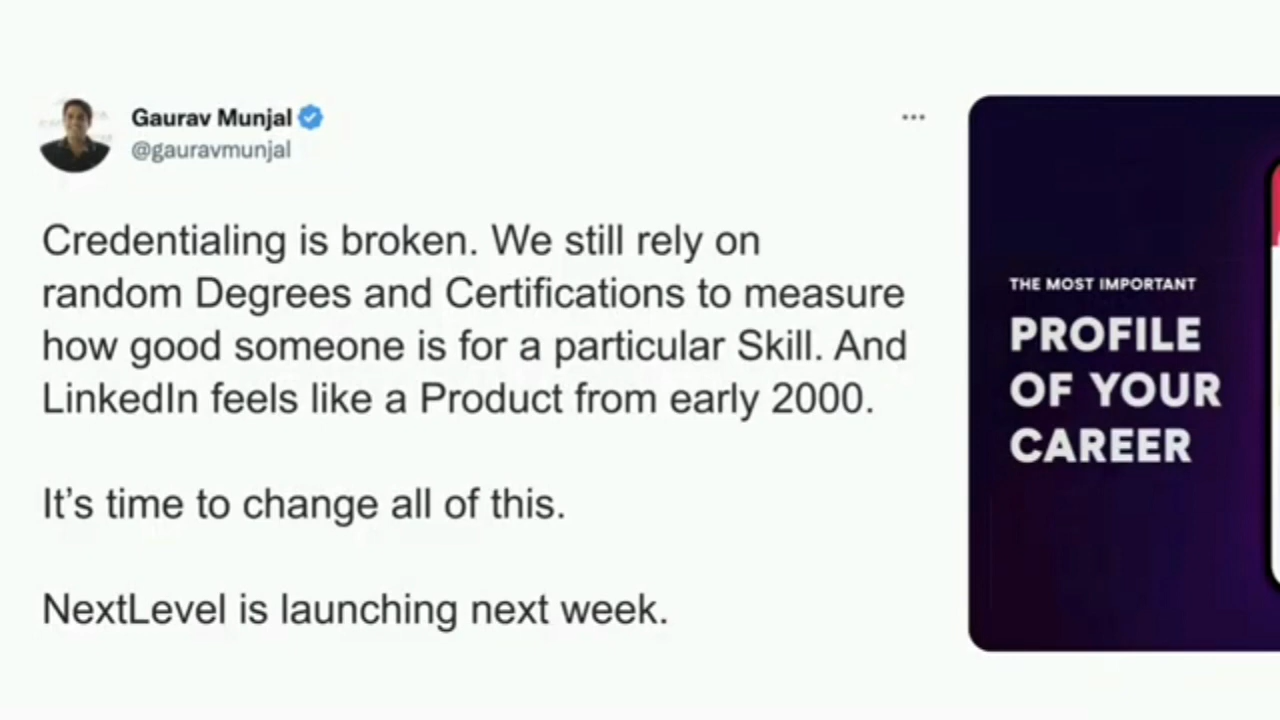 Gaurav Munjal
@gauravmunjal
Credentialing is broken. We still rely on
random Degrees and Certifications to measure
how good someone is for a particular Skill. And
LinkedIn feels like a Product from early 2000.
It’s time to change all of this.
NextLevel is launching next week.
THE MOST IMPORTANT
PROFILE
OF YOUR
CAREER